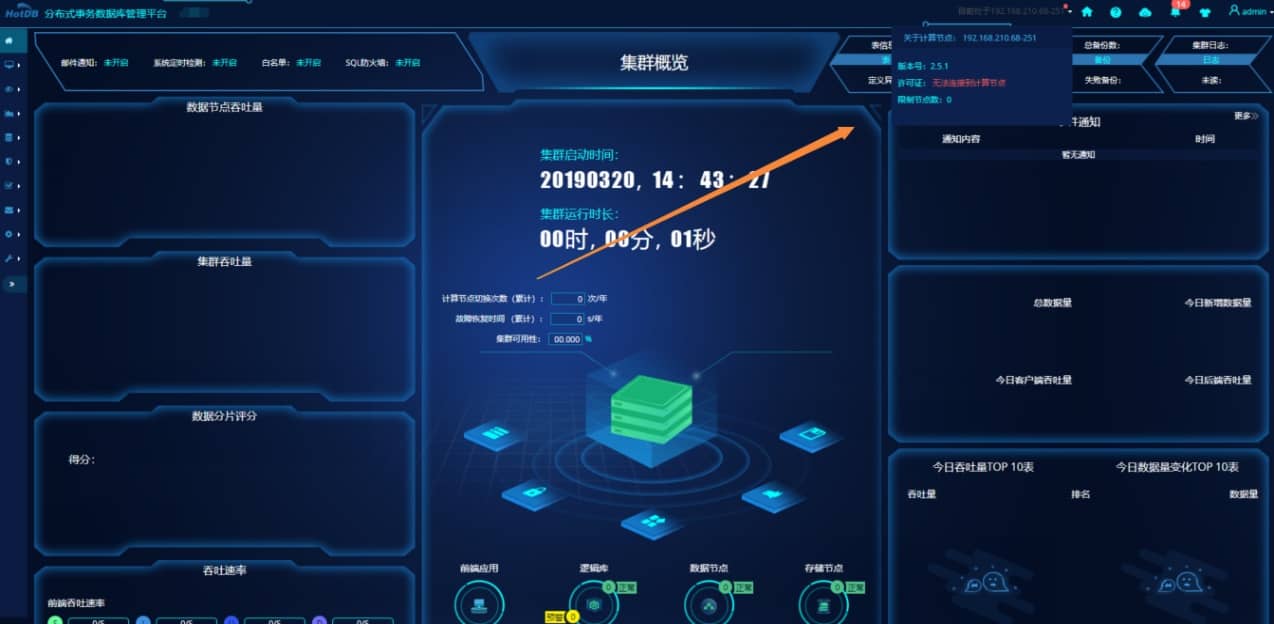 HotDB 分布式事务数据库管理平台
目前处于192.168.210.68-251
14
admin
关于计算节点: 192.168.210.68-251
版本号: 2.5.1
许可证: 无法连接到计算节点
限制节点数: 0
邮件通知: 未开启
系统定时检测: 未开启
白名单: 未开启
SQL防火墙: 未开启
集群概览
表信息
定义异
总备份数:
备份
失败备份:
集群日志:
日志
未读:
数据节点吞吐量
集群吞吐量
数据分片评分
得分:
吞吐速率
前端吞吐速率
0/S
0/S
0/S
0/S
集群启动时间:
20190320, 14: 43: 27
集群运行时长:
00时, 00分, 01秒
计算节点切换次数 (累计) : 0 次/年
故障恢复时间 (累计) : 0 s/年
集群可用性: 00.000 %
前端应用
逻辑库
0 正常
预警 0
数据节点
0 正常
存储节点
0 正常
件通知
更多
通知内容
时间
暂无通知
总数据量
今日新增数据量
今日客户端吞吐量
今日后端吞吐量
今日吞吐量TOP 10表
今日数据量变化TOP 10表
吞吐量
排名
数据量